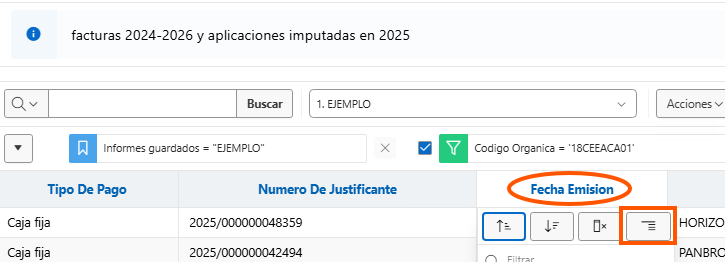 facturas 2024-2026 y aplicaciones imputadas en 2025
Buscar
1. EJEMPLO
Acciones
Informes guardados = "EJEMPLO"
Codigo Organica = '18CEEACA01'
Tipo De Pago
Numero De Justificante
Fecha Emision
Caja fija
2025/000000048359
HORIZO
Caja fija
2025/000000042494
PANBRO
Filtrar